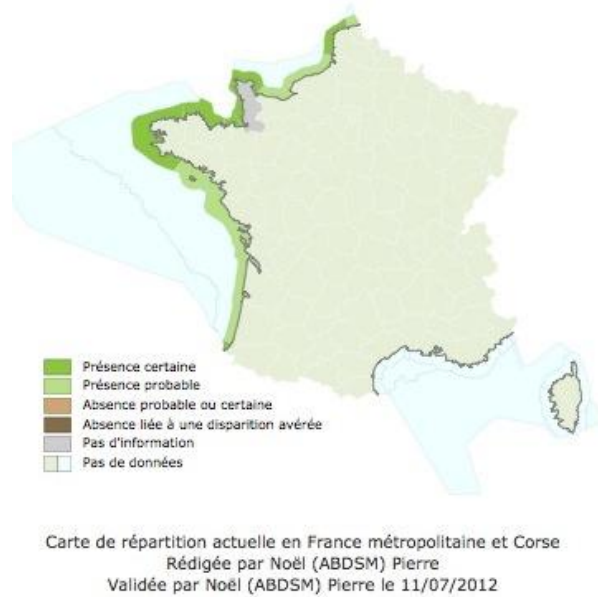 Présence certaine
Présence probable
Absence probable ou certaine
Absence liée à une disparition avérée
Pas d'information
Pas de données
Carte de répartition actuelle en France métropolitaine et Corse
Rédigée par Noël (ABDSM) Pierre
Validée par Noël (ABDSM) Pierre le 11/07/2012